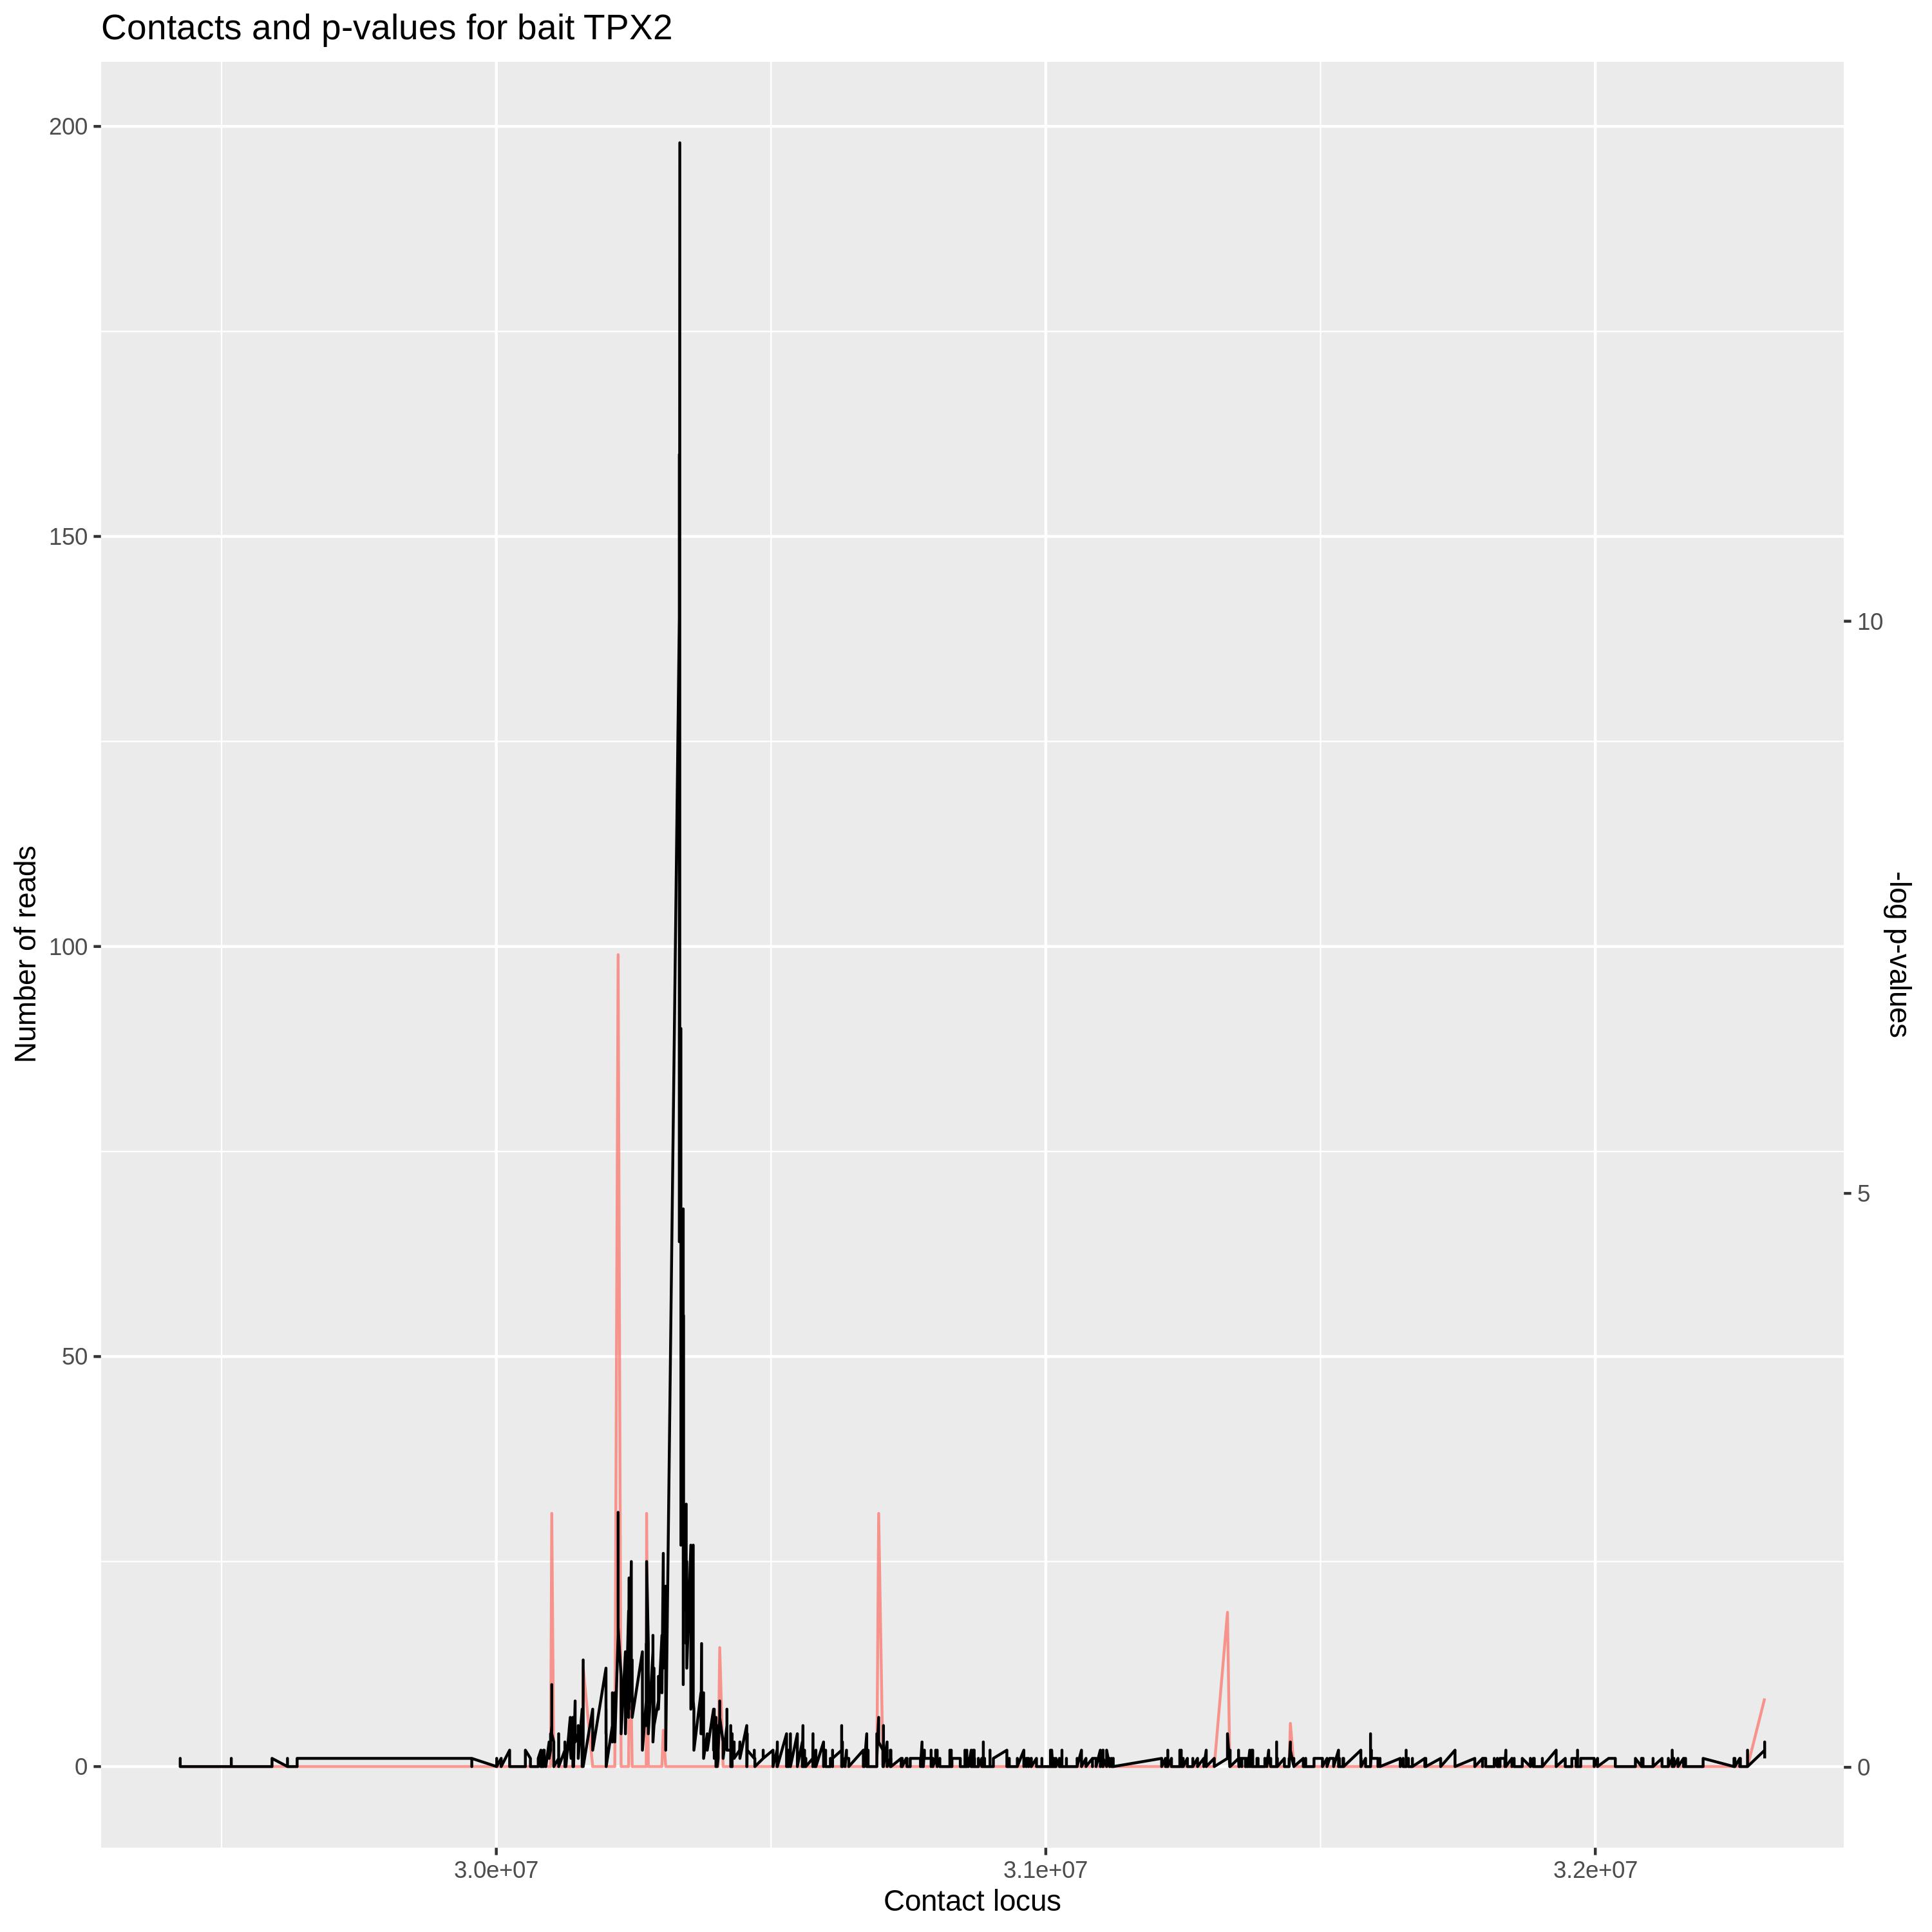 Contacts and p-values for bait TPX2
200
150
100
50
0
Number of reads
10
5
0
-log p-values
3.0e+07
3.1e+07
3.2e+07
Contact locus